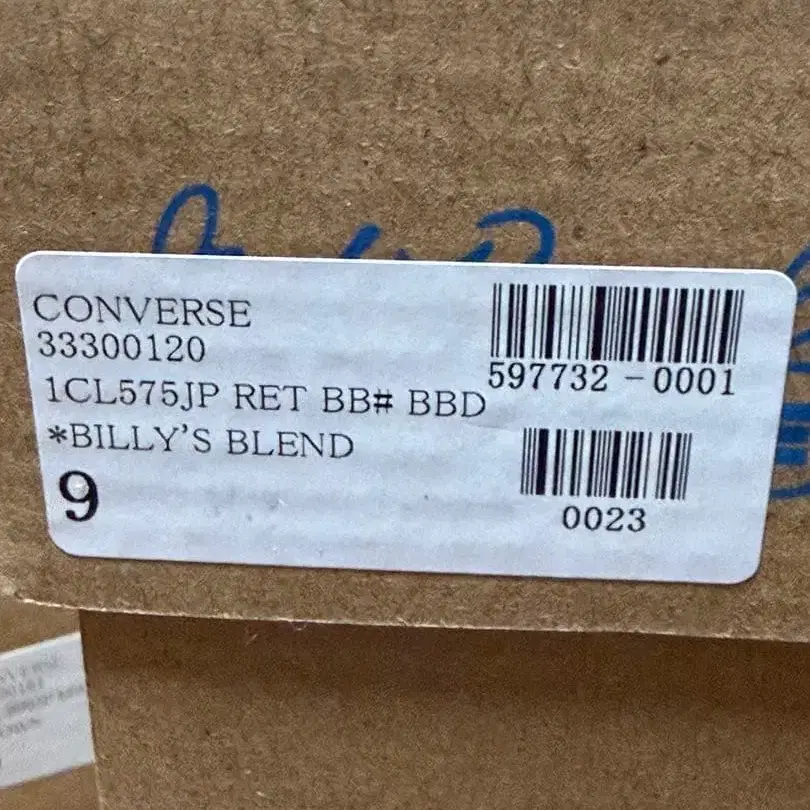 CONVERSE
33300120
1CL575JP RET BB# BBD
*BILLY'S BLEND
9
597732-0001
0023